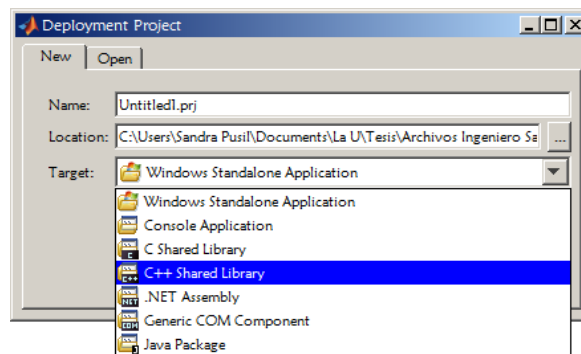 Deployment Project
New Open
Name: Untitled1.prj
Location: C:\Users\Sandra Pusil\Documents\La U\Tesis\Archivos Ingeniero Sa ...
Target: Windows Standalone Application
Windows Standalone Application
Console Application
C Shared Library
C++ Shared Library
.NET Assembly
Generic COM Component
Java Package